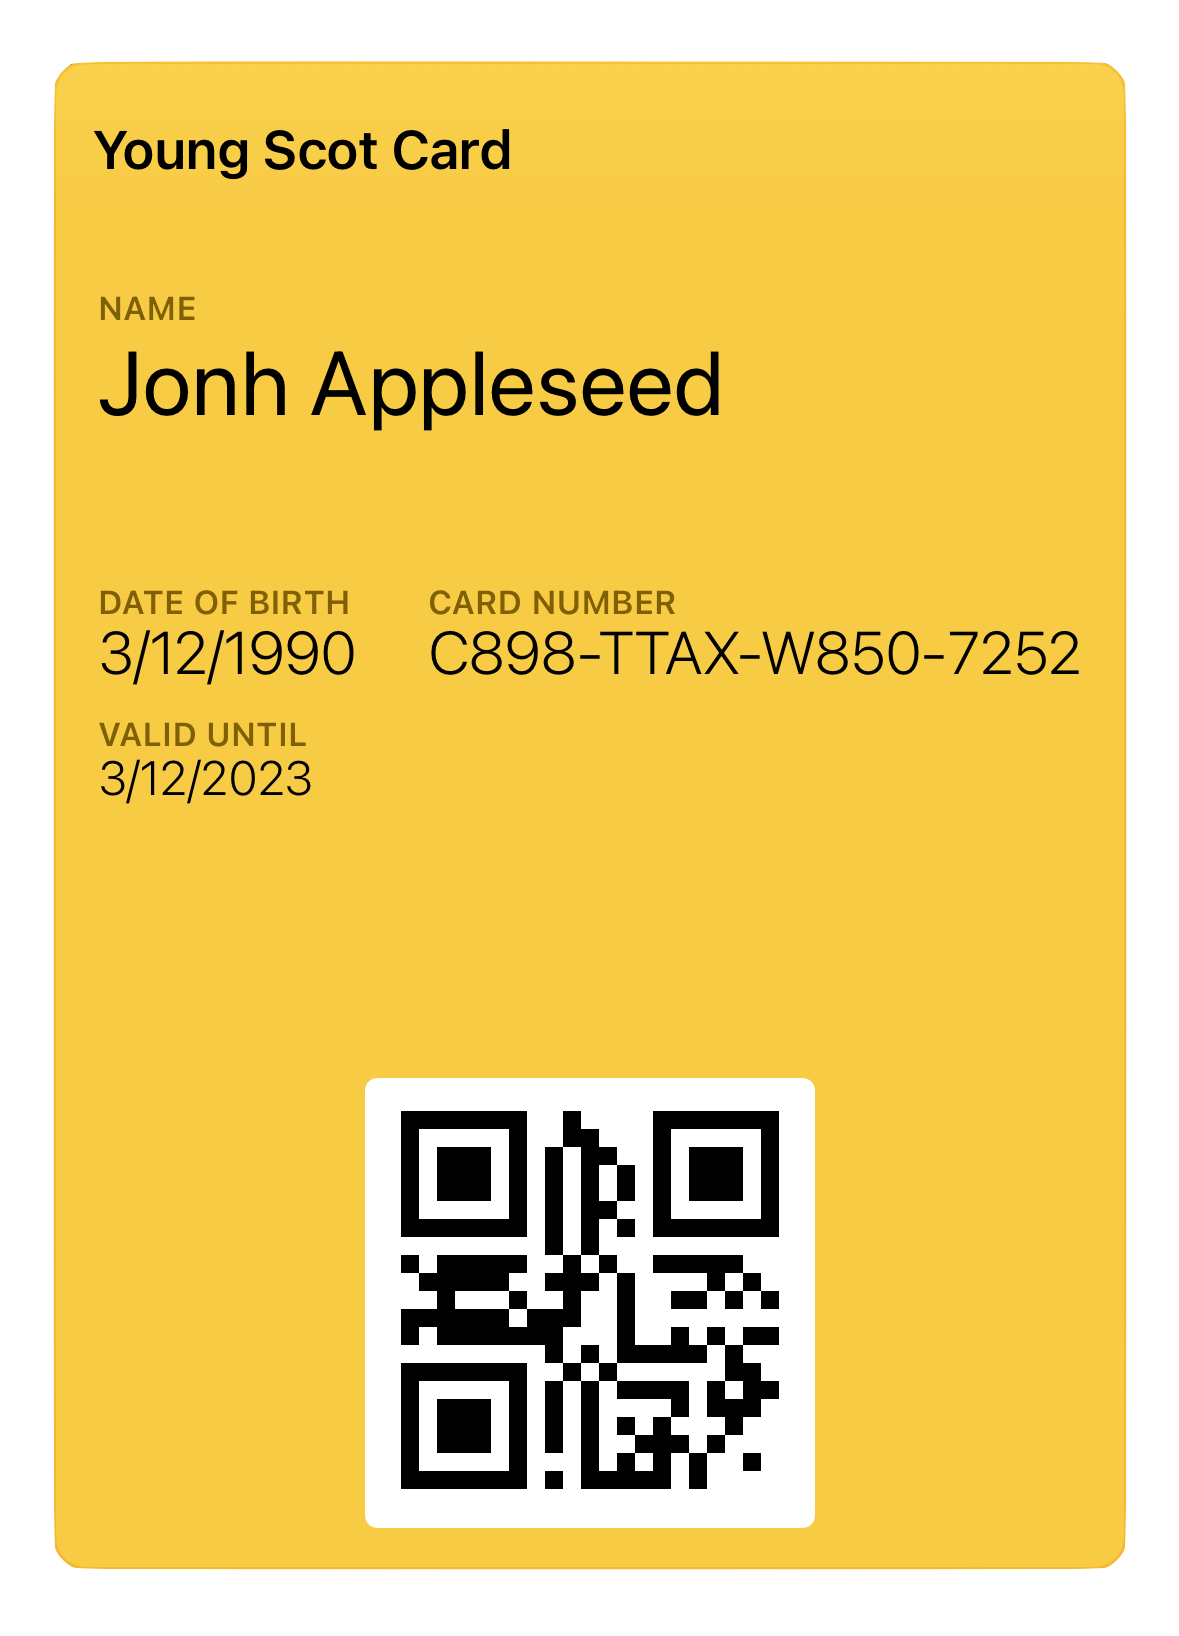 Young Scot Card
NAME
Jonh Appleseed
DATE OF BIRTH
CARD NUMBER
3/12/1990
C898-TTAX-W850-7252
VALID UNTIL
3/12/2023